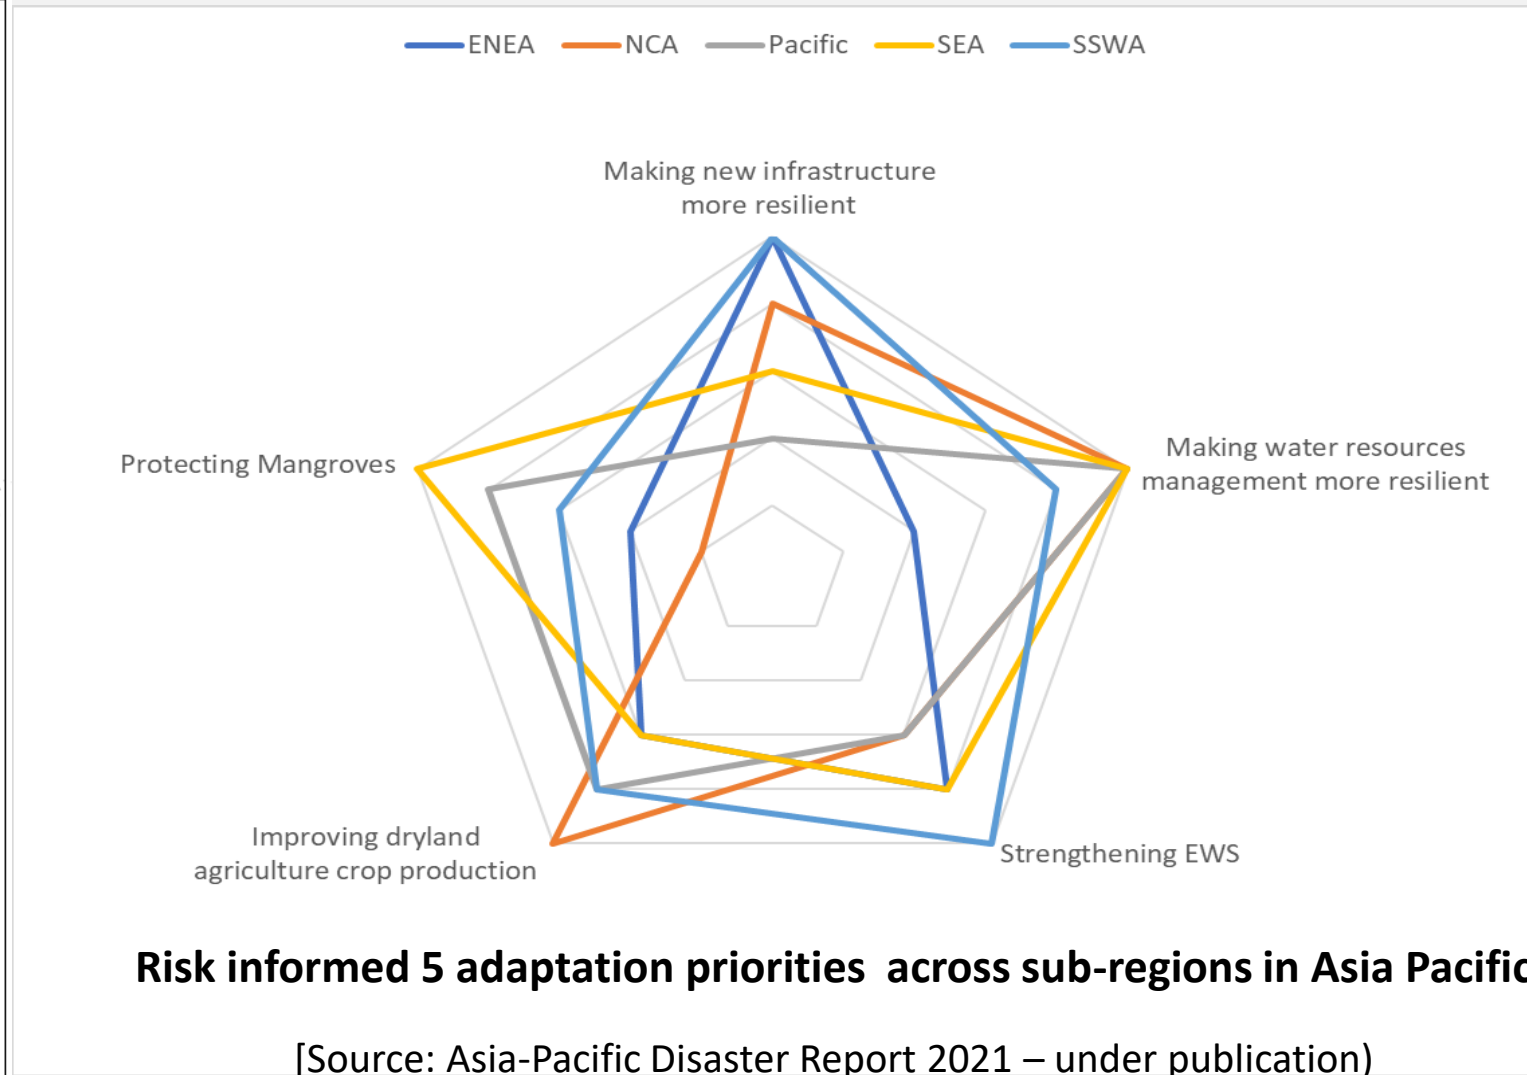 ENEA NCA Pacific SEA SSWA
Making new infrastructure
more resilient
Protecting Mangroves
Making water resources
management more resilient
Improving dryland
agriculture crop production
Strengthening EWS
Risk informed 5 adaptation priorities across sub-regions in Asia Pacific
[Source: Asia-Pacific Disaster Report 2021 – under publication)